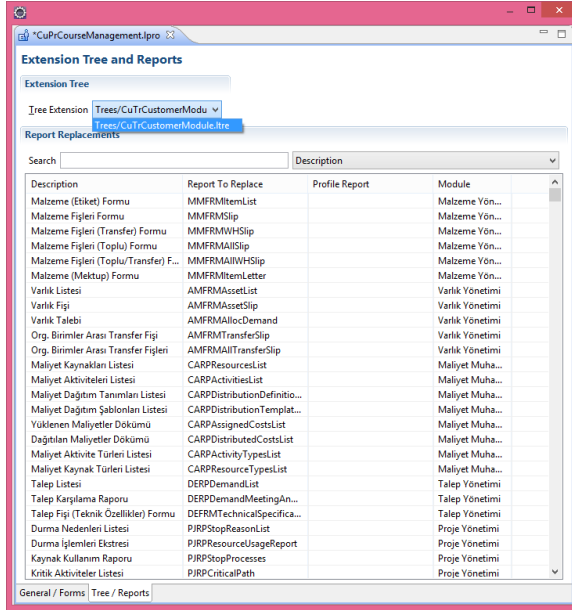 *CuPrCourseManagement.lpro
Extension Tree and Reports
Extension Tree
Tree Extension Trees/CuTrCustomerModu
Trees/CuTrCustomerModule.ltre
Report Replacements
Search Description
Description Report To Replace Profile Report Module
Malzeme (Etiket) Formu MMFRMItemList Malzeme Yön...
Malzeme Fişleri Formu MMFRMSlip Malzeme Yön...
Malzeme Fişleri (Transfer) Formu MMFRMWHSlip Malzeme Yön...
Malzeme Fişleri (Toplu) Formu MMFRMAllSlip Malzeme Yön...
Malzeme Fişleri (Toplu/Transfer) F... MMFRMAllWHSlip Malzeme Yön...
Malzeme (Mektup) Formu MMFRMItemLetter Malzeme Yön...
Varlık Listesi AMFRMAssetList Varlık Yönetimi
Varlık Fişi AMFRMAssetSlip Varlık Yönetimi
Varlık Talebi AMFRMAllocDemand Varlık Yönetimi
Org. Birimler Arası Transfer Fişi AMFRMTransferSlip Varlık Yönetimi
Org. Birimler Arası Transfer Fişleri AMFRMAllTransferSlip Varlık Yönetimi
Maliyet Kaynakları Listesi CARPResourcesList Maliyet Muha...
Maliyet Aktiviteleri Listesi CARPActivitiesList Maliyet Muha...
Maliyet Dağıtım Tanımları Listesi CARPDistributionDefinitio... Maliyet Muha...
Maliyet Dağıtım Şablonları Listesi CARPDistributionTemplat... Maliyet Muha...
Yüklenen Maliyetler Dökümü CARPAssignedCostsList Maliyet Muha...
Dağıtılan Maliyetler Dökümü CARPDistributedCostsList Maliyet Muha...
Maliyet Aktivite Türleri Listesi CARPActivityTypesList Maliyet Muha...
Maliyet Kaynak Türleri Listesi CARPResourceTypesList Maliyet Muha...
Talep Listesi DERPDemandList Talep Yönetimi
Talep Karşılama Raporu DERPDemandMeetingAn... Talep Yönetimi
Talep Fişi (Teknik Özellikler) Formu DEFRMTechnicalSpecifica... Talep Yönetimi
Durma Nedenleri Listesi PJRPStopReasonList Proje Yönetimi
Durma İşlemleri Ekstresi PJRPResourceUsageReport Proje Yönetimi
Kaynak Kullanım Raporu PJRPStopProcesses Proje Yönetimi
Kritik Aktiviteler Listesi PJRPCriticalPath Proje Yönetimi
General / Forms Tree / Reports